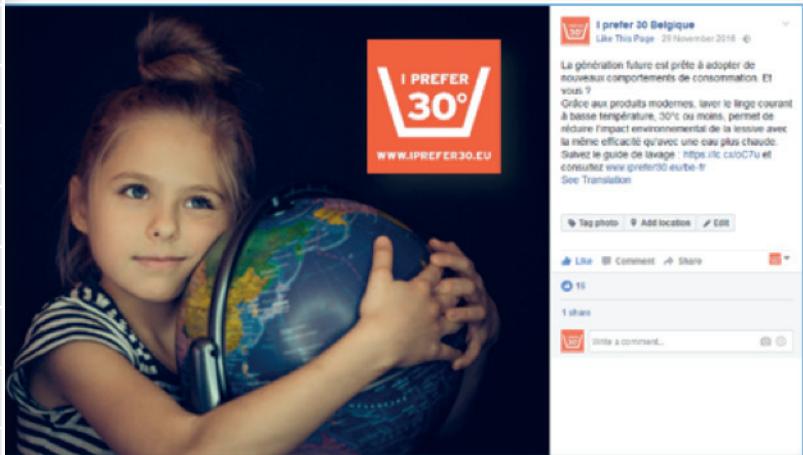 I PREFER
30°
WWW.IPREFER30.EU
I prefer 30 Belgique
Like This Page · 29 November 2016 ·
La génération future est prête à adopter de
nouveaux comportements de consommation. Et
vous ?
Grâce aux produits modernes, laver le linge courant
à basse température, 30°c ou moins, permet de
réduire l'impact environnemental de la lessive avec
la même efficacité qu'avec une eau plus chaude.
Suivez le guide de lavage : https://lc.cx/oC7u et
consultez www.iprefer30.eu/be-fr
See Translation
Tag photo Add location Edit
Like Comment Share
16
1 share
Write a comment...